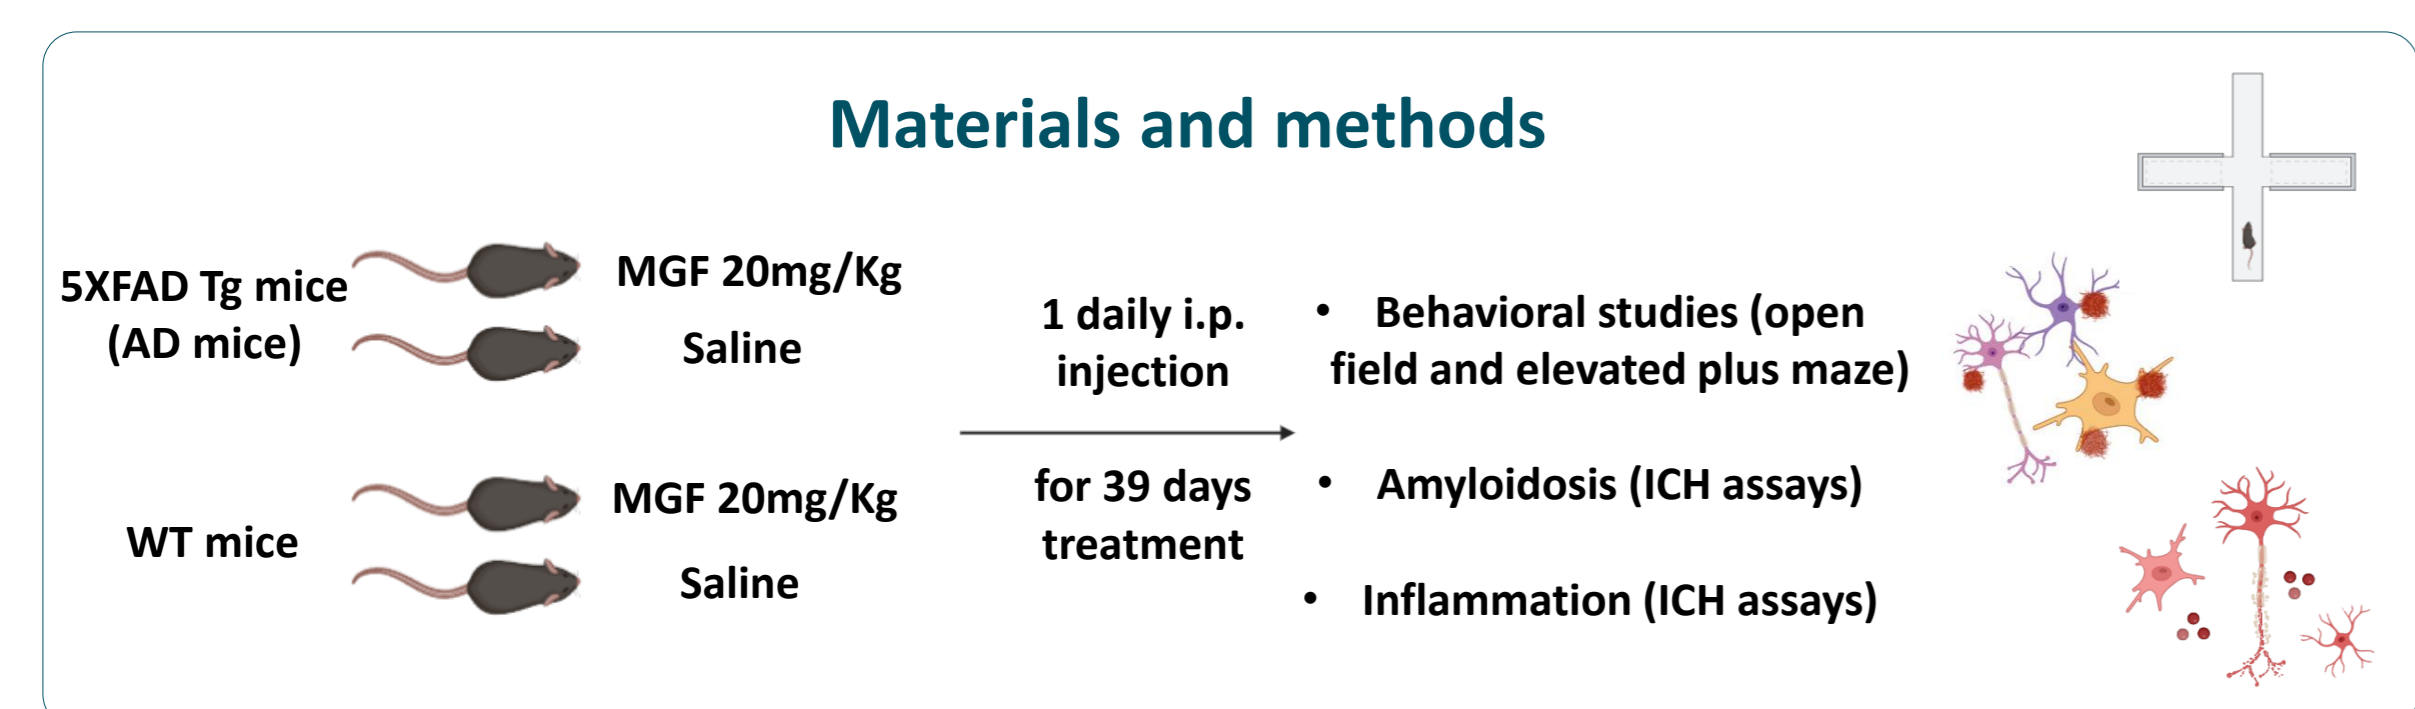 Materials and methods
5XFAD Tg mice
(AD mice)
MGF 20mg/Kg
Saline
WT mice
MGF 20mg/Kg
Saline
1 daily i.p.
injection
for 39 days
treatment
• Behavioral studies (open
field and elevated plus maze)
• Amyloidosis (ICH assays)
• Inflammation (ICH assays)